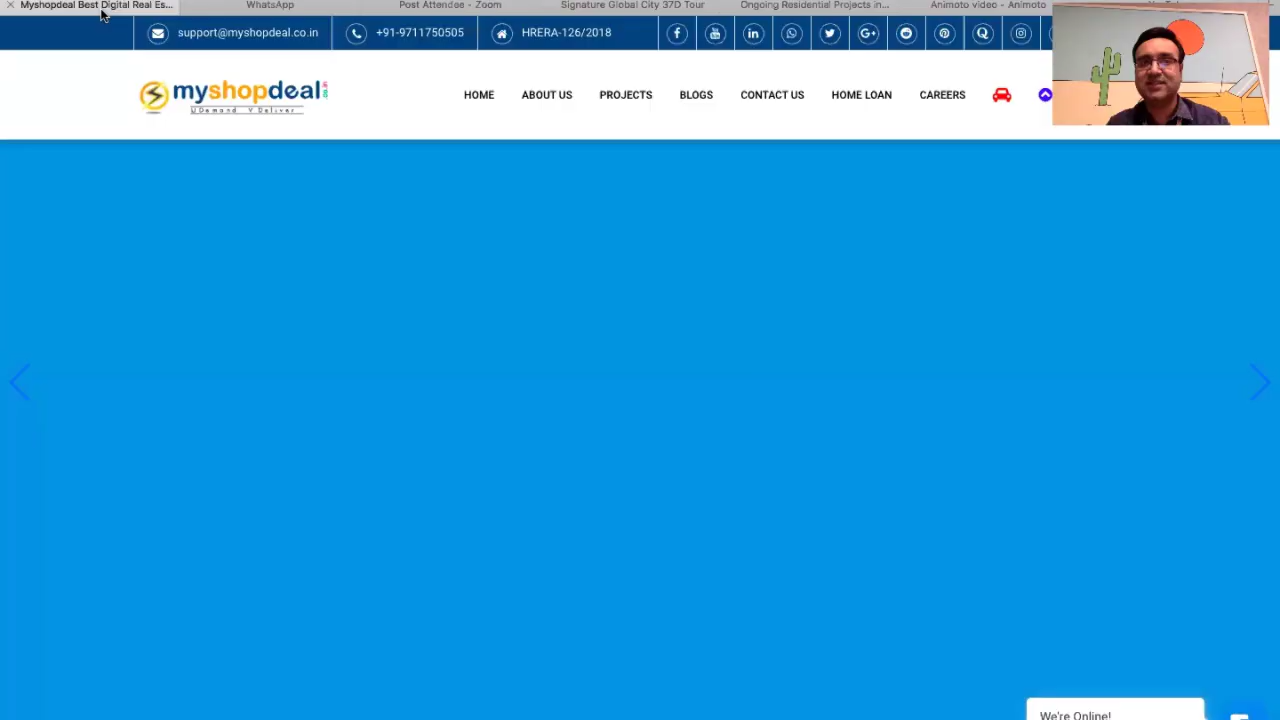 Myshopdeal Best Digital Real Es...
WhatsApp
Post Attendee - Zoom
Signature Global City 37D Tour
Ongoing Residential Projects in...
Animoto video - Animoto
support@myshopdeal.co.in
+91-9711750505
HRERA-126/2018
myshopdeal
U Demand V Deliver
HOME
ABOUT US
PROJECTS
BLOGS
CONTACT US
HOME LOAN
CAREERS
We're Online!